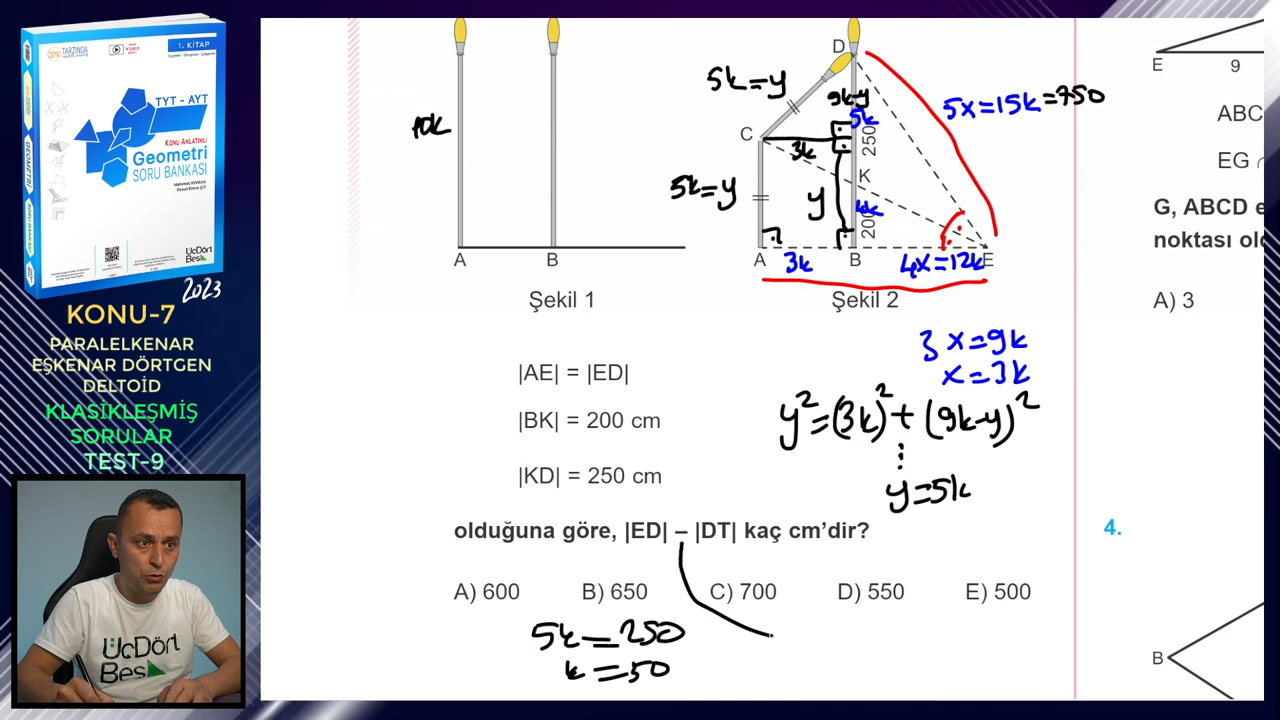 1. KİTAP
TYT - AYT
KONU ANLATIMLI
Geometri
SORU BANKASI
GEOMETRİ
ÜçDört
Beş
2023
KONU-7
PARALELKENAR
EŞKENAR DÖRTGEN
DELTOİD
KLASİKLEŞMİŞ
SORULAR
TEST-9
ÜçDört
Beş
10k
A
B
Şekil 1
D
5k=y
9k-y
5k
250
5x=15k=750
C
3k
K
5k=y
y
4k
200
A
3k
B
4x=12k
E
Şekil 2
3x=9k
x=3k
y²=(3k)²+(9k-y)²
y=5k
|AE| = |ED|
|BK| = 200 cm
|KD| = 250 cm
olduğuna göre, |ED| – |DT| kaç cm'dir?
A) 600 B) 650 C) 700 D) 550 E) 500
5k=250
k=50
E
9
ABC
EG
G, ABCD e
noktası ol
A) 3
4.
B